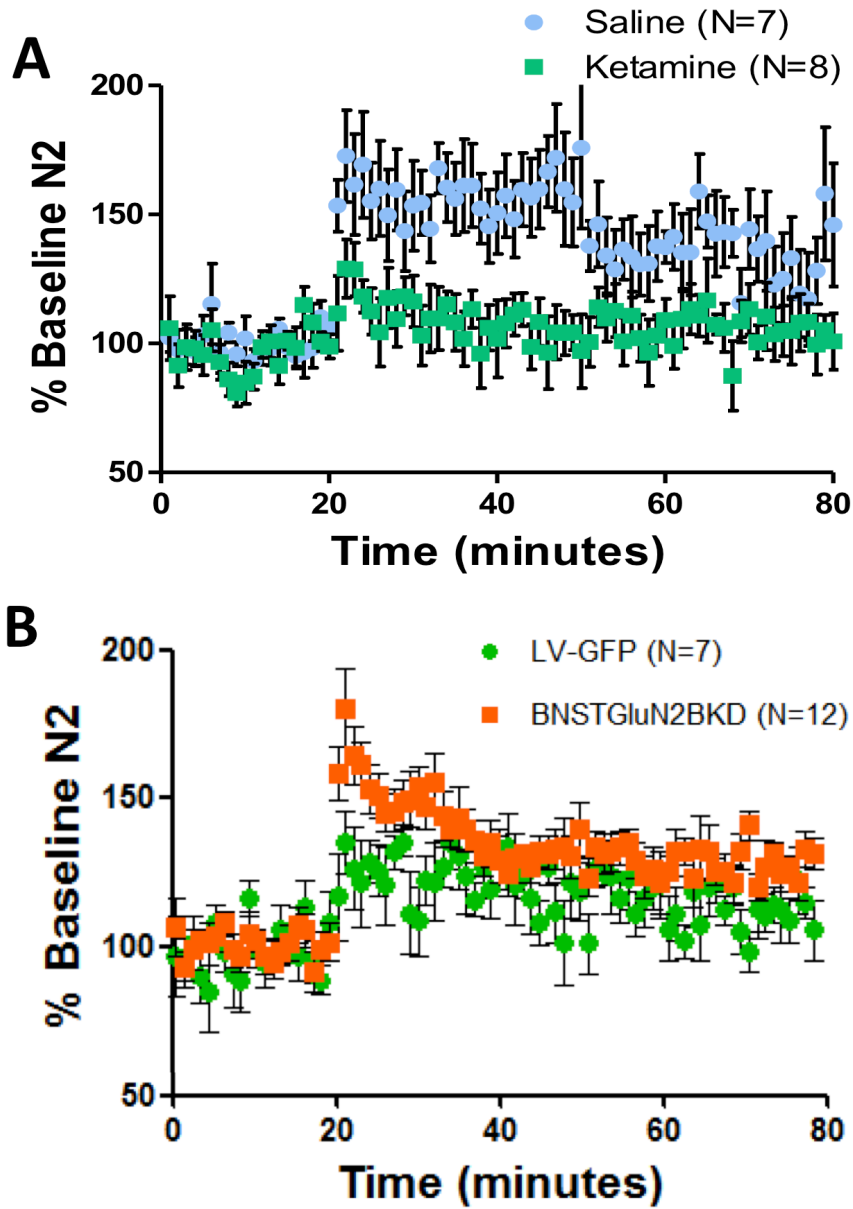 A
Saline (N=7)
Ketamine (N=8)
200
150
100
50
% Baseline N2
0 20 40 60 80
Time (minutes)
B
LV-GFP (N=7)
BNSTGluN2BKD (N=12)
200
150
100
50
% Baseline N2
0 20 40 60 80
Time (minutes)